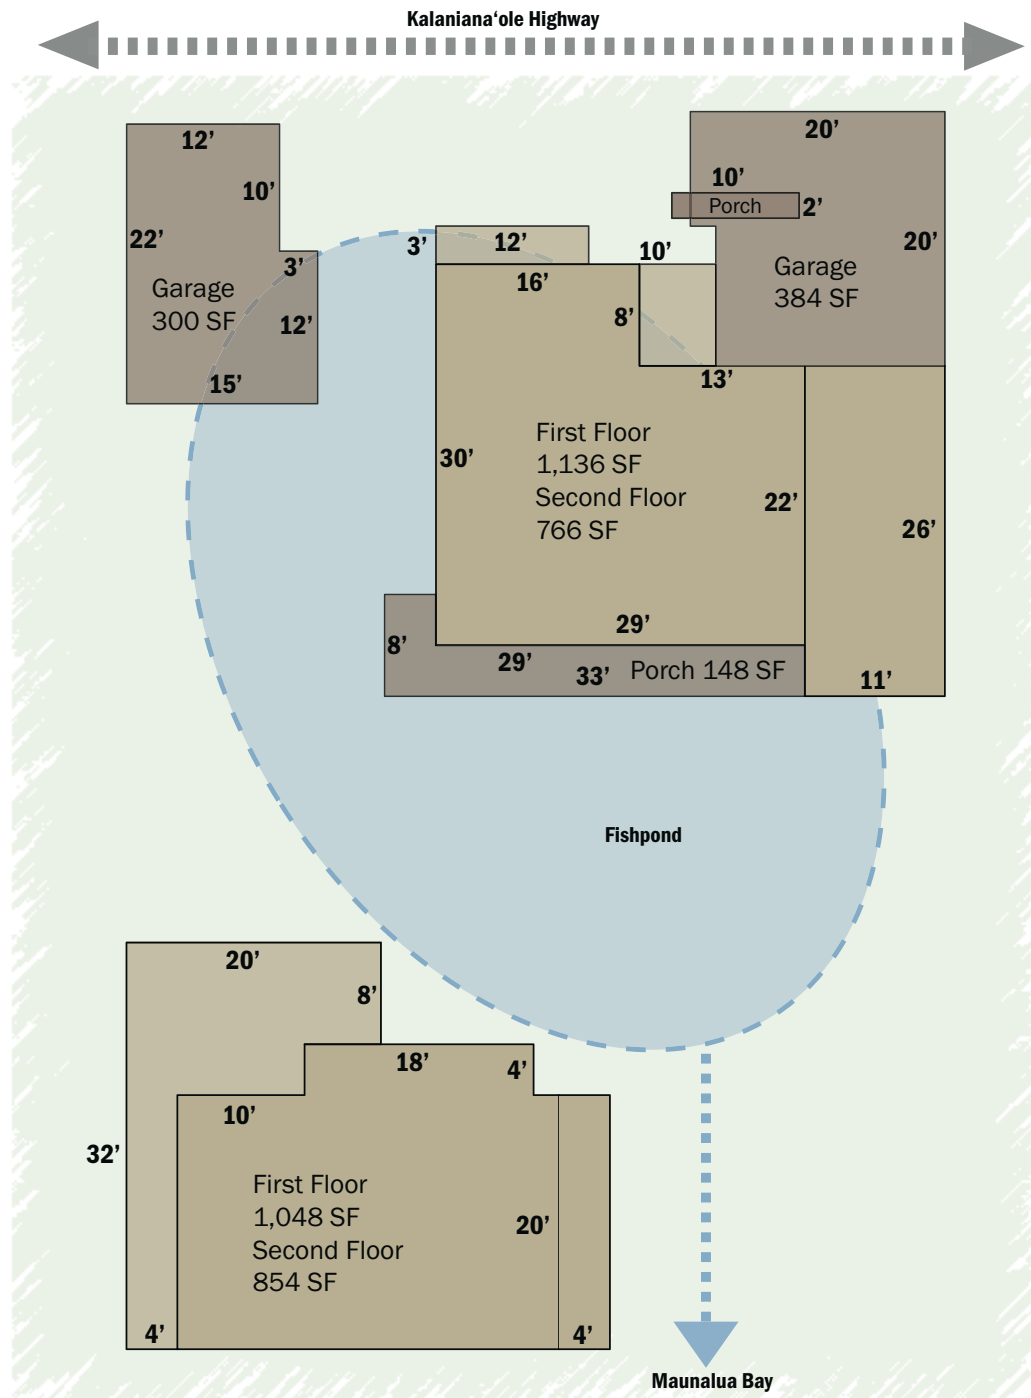 Kalanianaʻole Highway
12’
10’
22’
3’
Garage
300 SF
12’
15’
20’
10’
Porch
2’
20’
Garage
384 SF
3’
12’
10’
16’
8’
13’
First Floor
1,136 SF
Second Floor
766 SF
30’
22’
26’
29’
8’
29’
33’
Porch 148 SF
11’
Fishpond
20’
8’
18’
4’
10’
32’
First Floor
1,048 SF
Second Floor
854 SF
20’
4’
4’
Maunalua Bay